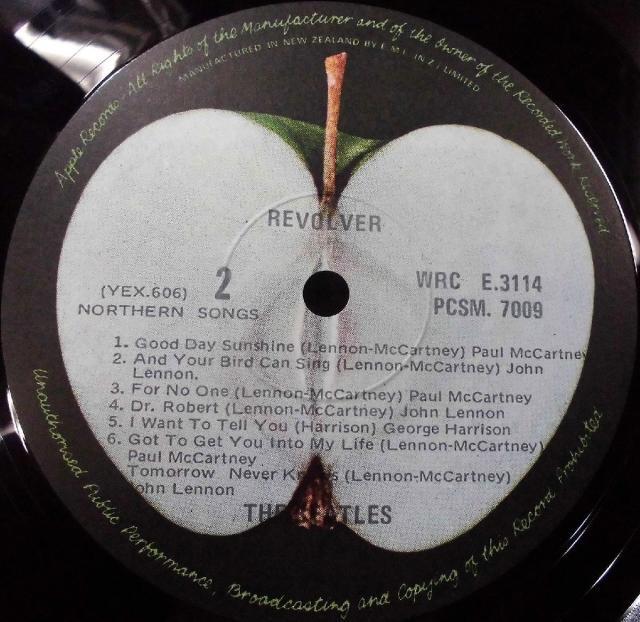 Apple Records. All Rights of the Manufacturer and of the Owner of the Recorded Work Reserved
MANUFACTURED IN NEW ZEALAND BY E.M.I. (N.Z.) LIMITED
REVOLVER
(YEX.606) 2
NORTHERN SONGS
WRC E.3114
PCSM. 7009
1. Good Day Sunshine (Lennon-McCartney) Paul McCartney
2. And Your Bird Can Sing (Lennon-McCartney) John
Lennon.
3. For No One (Lennon-McCartney) Paul McCartney
4. Dr. Robert (Lennon-McCartney) John Lennon
5. I Want To Tell You (Harrison) George Harrison
6. Got To Get You Into My Life (Lennon-McCartney)
Paul McCartney
Tomorrow Never Knows (Lennon-McCartney)
John Lennon
THE BEATLES
Unauthorised Public Performance, Broadcasting and Copying of this Record Prohibited